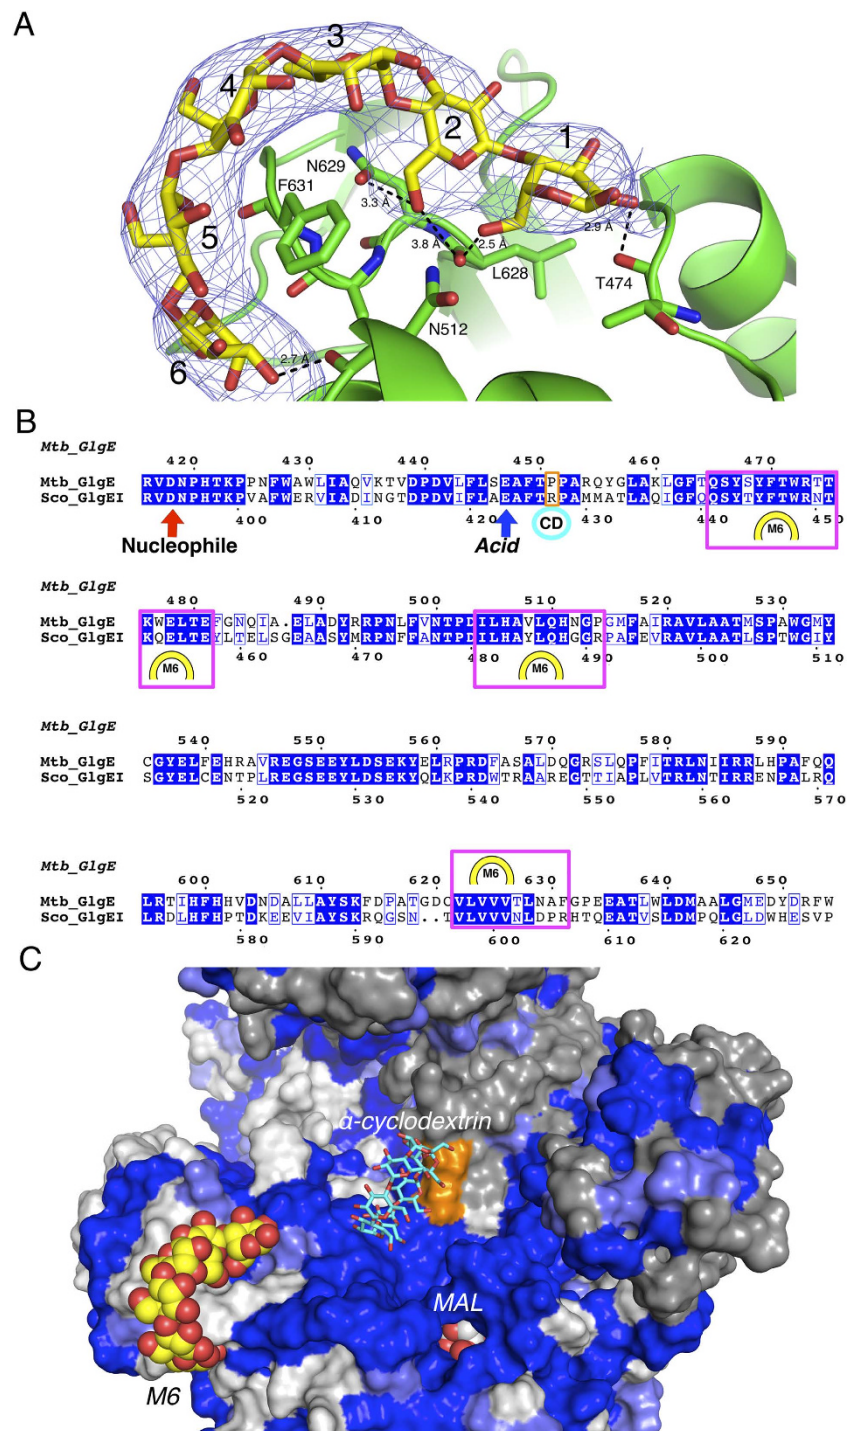 A
3
4
2
1
N629
F631
3.3 Å
5
3.8 Å
2.5 Å
2.9 Å
L628
T474
N512
6
2.7 Å
B
Mtb_GlgE
420 430 440 450 460 470
Mtb_GlgE RVDNPHTKPPNFWAWLIAQVKTVDPDVLFLSEAFTPPARQYGLAKLGFTQSYSYFTWRTT
Sco_GlgEI RVDNPHTKPVAFWERVIADINGTDPDVIFLAEAFTRPAMMATLAQIGFQQSYTYFTWRNT
400 410 420 430 440 450
Nucleophile Acid CD M6
Mtb_GlgE
480 490 500 510 520 530
Mtb_GlgE KWELTEFGNQIA.ELADYRRPNLFVNTPDILHAVLQHNGPGMFAIRAVLAATMSPAWGMY
Sco_GlgEI KQELTEYLTELSGEAASYMRPNFFANTPDILHAYLQHGGRPAFEVRAVLAATLSPTWGIY
460 470 480 490 500 510
M6 M6
Mtb_GlgE
540 550 560 570 580 590
Mtb_GlgE CGYELFEHRAVREGSEEYLDSEKYELRPRDFASALDQGRSLQPFITRLNIIRRLHPAFQQ
Sco_GlgEI SGYELCENTPLREGSEEYLDSEKYQLKPRDWTRAAREGTTIAPLVTRLNTIRRENPALRQ
520 530 540 550 560 570
Mtb_GlgE M6
600 610 620 630 640 650
Mtb_GlgE LRTIHFHHVDNDALLAYSKFDPATGDCVLVVVTLNAFGPEEATLWLDMAALGMEDYDRFW
Sco_GlgEI LRDLHFHPTDKEEVIAYSKRQGSN..TVLVVVNLDPRHTQEATVSLDMPQLGLDWHESVP
580 590 600 610 620
C
α-cyclodextrin
MAL
M6